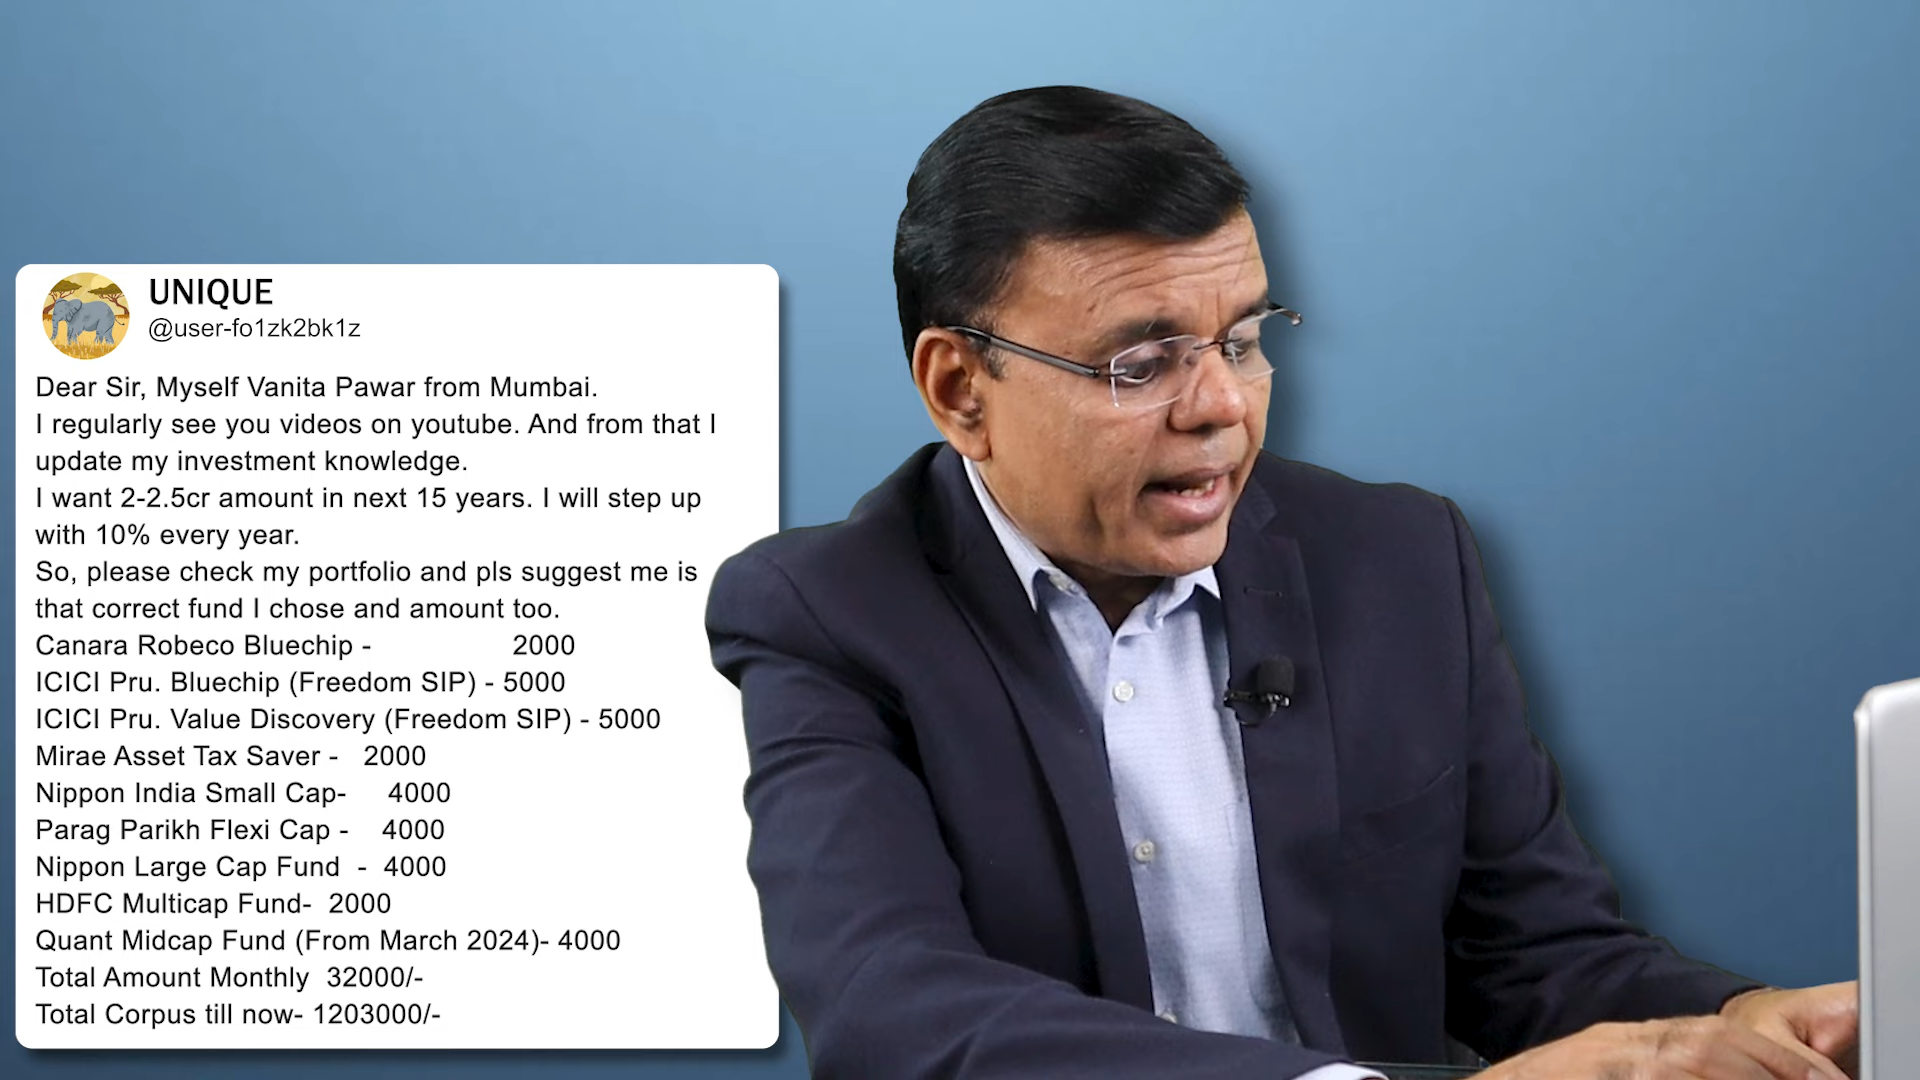 UNIQUE
@user-fo1zk2bk1z
Dear Sir, Myself Vanita Pawar from Mumbai.
I regularly see you videos on youtube. And from that I
update my investment knowledge.
I want 2-2.5cr amount in next 15 years. I will step up
with 10% every year.
So, please check my portfolio and pls suggest me is
that correct fund I chose and amount too.
Canara Robeco Bluechip - 2000
ICICI Pru. Bluechip (Freedom SIP) - 5000
ICICI Pru. Value Discovery (Freedom SIP) - 5000
Mirae Asset Tax Saver - 2000
Nippon India Small Cap- 4000
Parag Parikh Flexi Cap - 4000
Nippon Large Cap Fund - 4000
HDFC Multicap Fund- 2000
Quant Midcap Fund (From March 2024)- 4000
Total Amount Monthly 32000/-
Total Corpus till now- 1203000/-